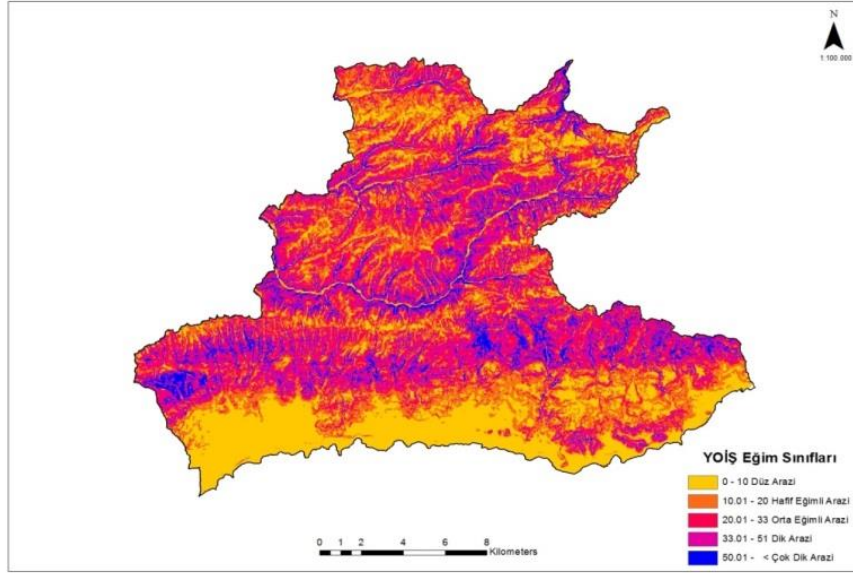 N
1:100.000
YOİŞ Eğim Sınıfları
0 - 10 Düz Arazi
10.01 - 20 Hafif Eğimli Arazi
20.01 - 33 Orta Eğimli Arazi
33.01 - 51 Dik Arazi
50.01 - < Çok Dik Arazi
0 1 2 4 6 8
Kilometers